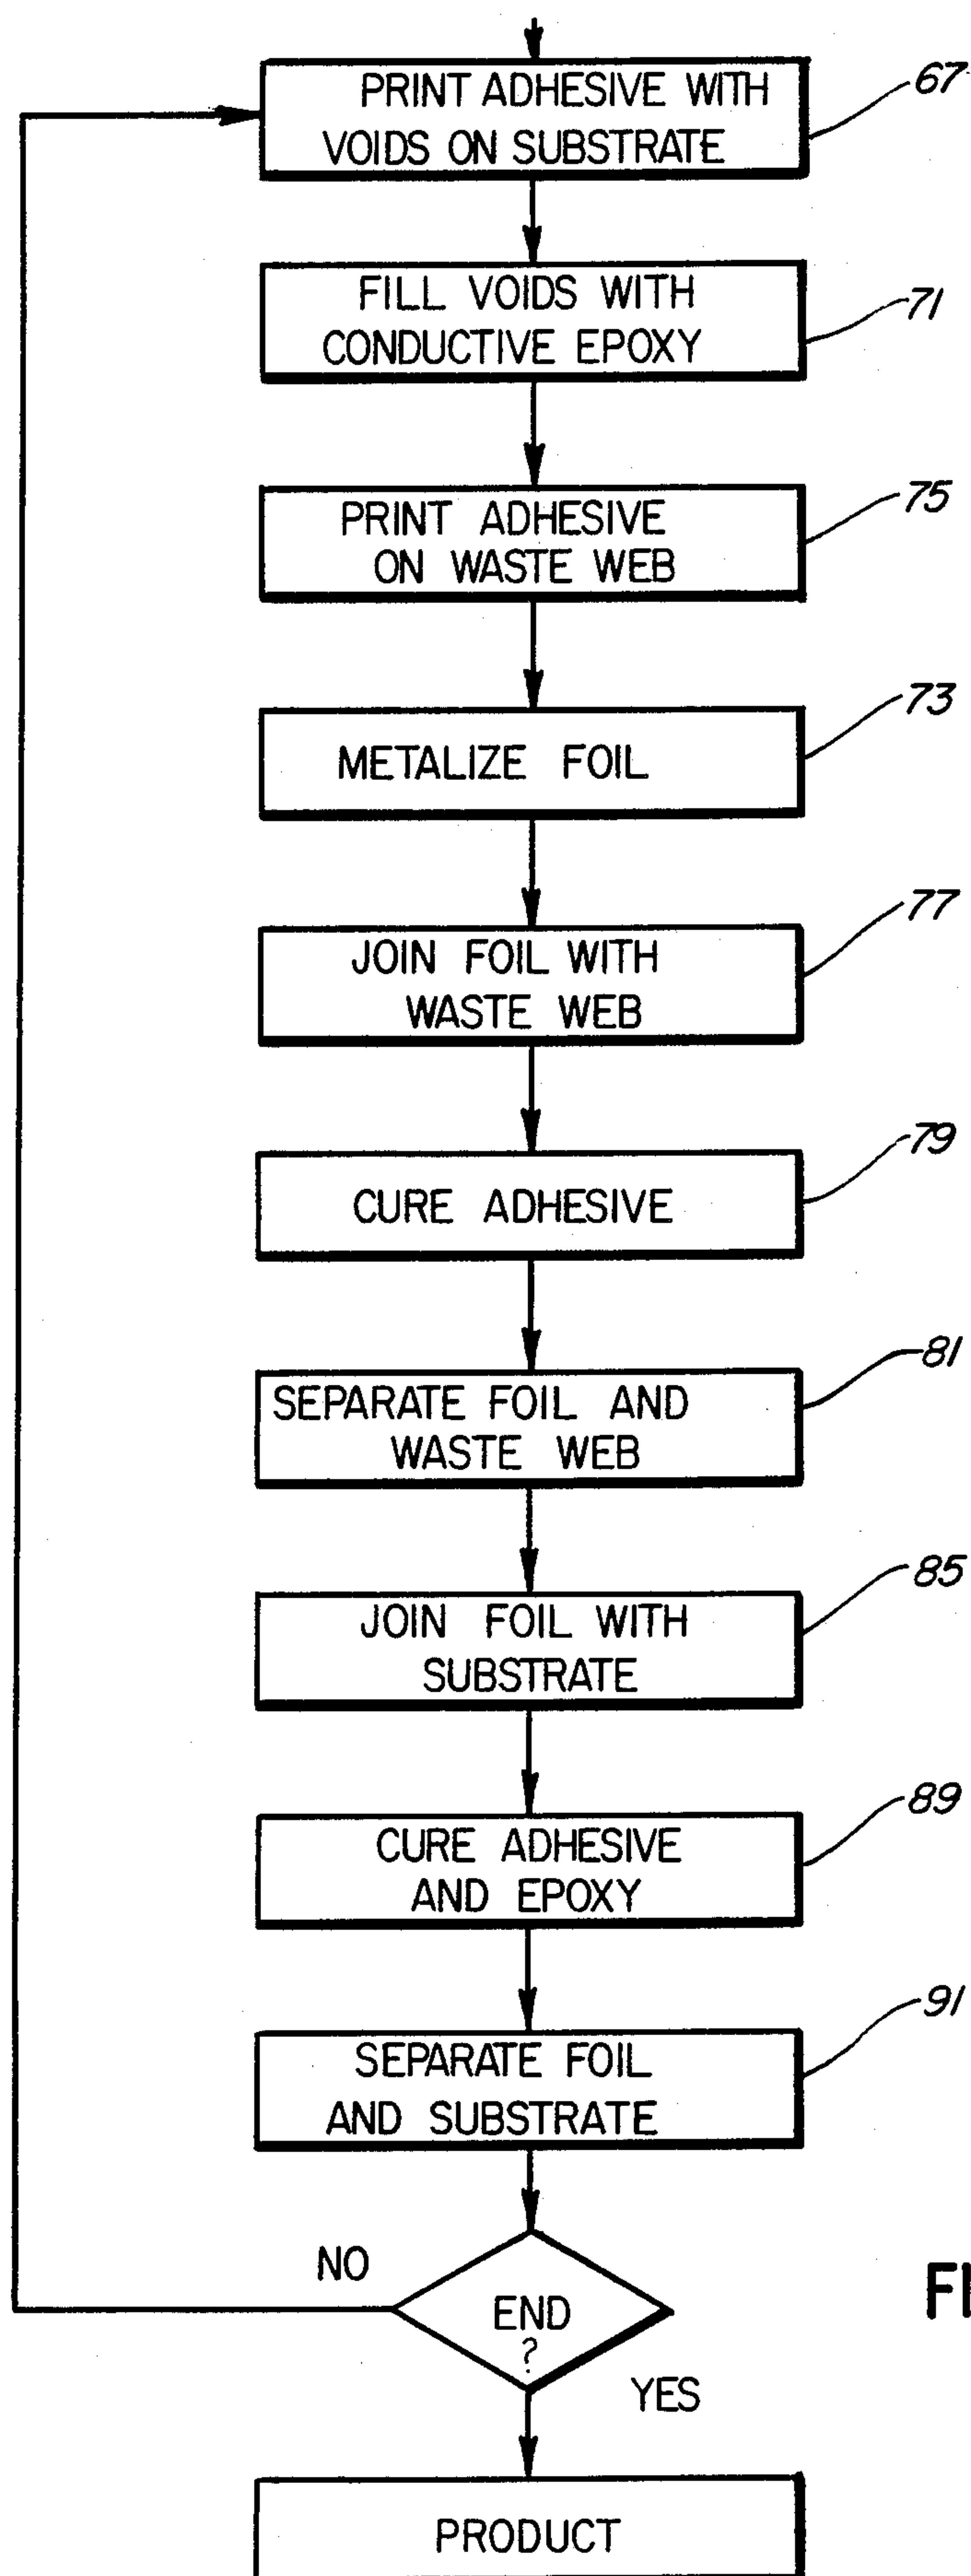 PRINT ADHESIVE WITH
VOIDS ON SUBSTRATE
67
FILL VOIDS WITH
CONDUCTIVE EPOXY
71
PRINT ADHESIVE
ON WASTE WEB
75
METALIZE FOIL
73
JOIN FOIL WITH
WASTE WEB
77
CURE ADHESIVE
79
SEPARATE FOIL AND
WASTE WEB
81
JOIN FOIL WITH
SUBSTRATE
85
CURE ADHESIVE
AND EPOXY
89
SEPARATE FOIL
AND SUBSTRATE
91
NO
END
?
YES
PRODUCT